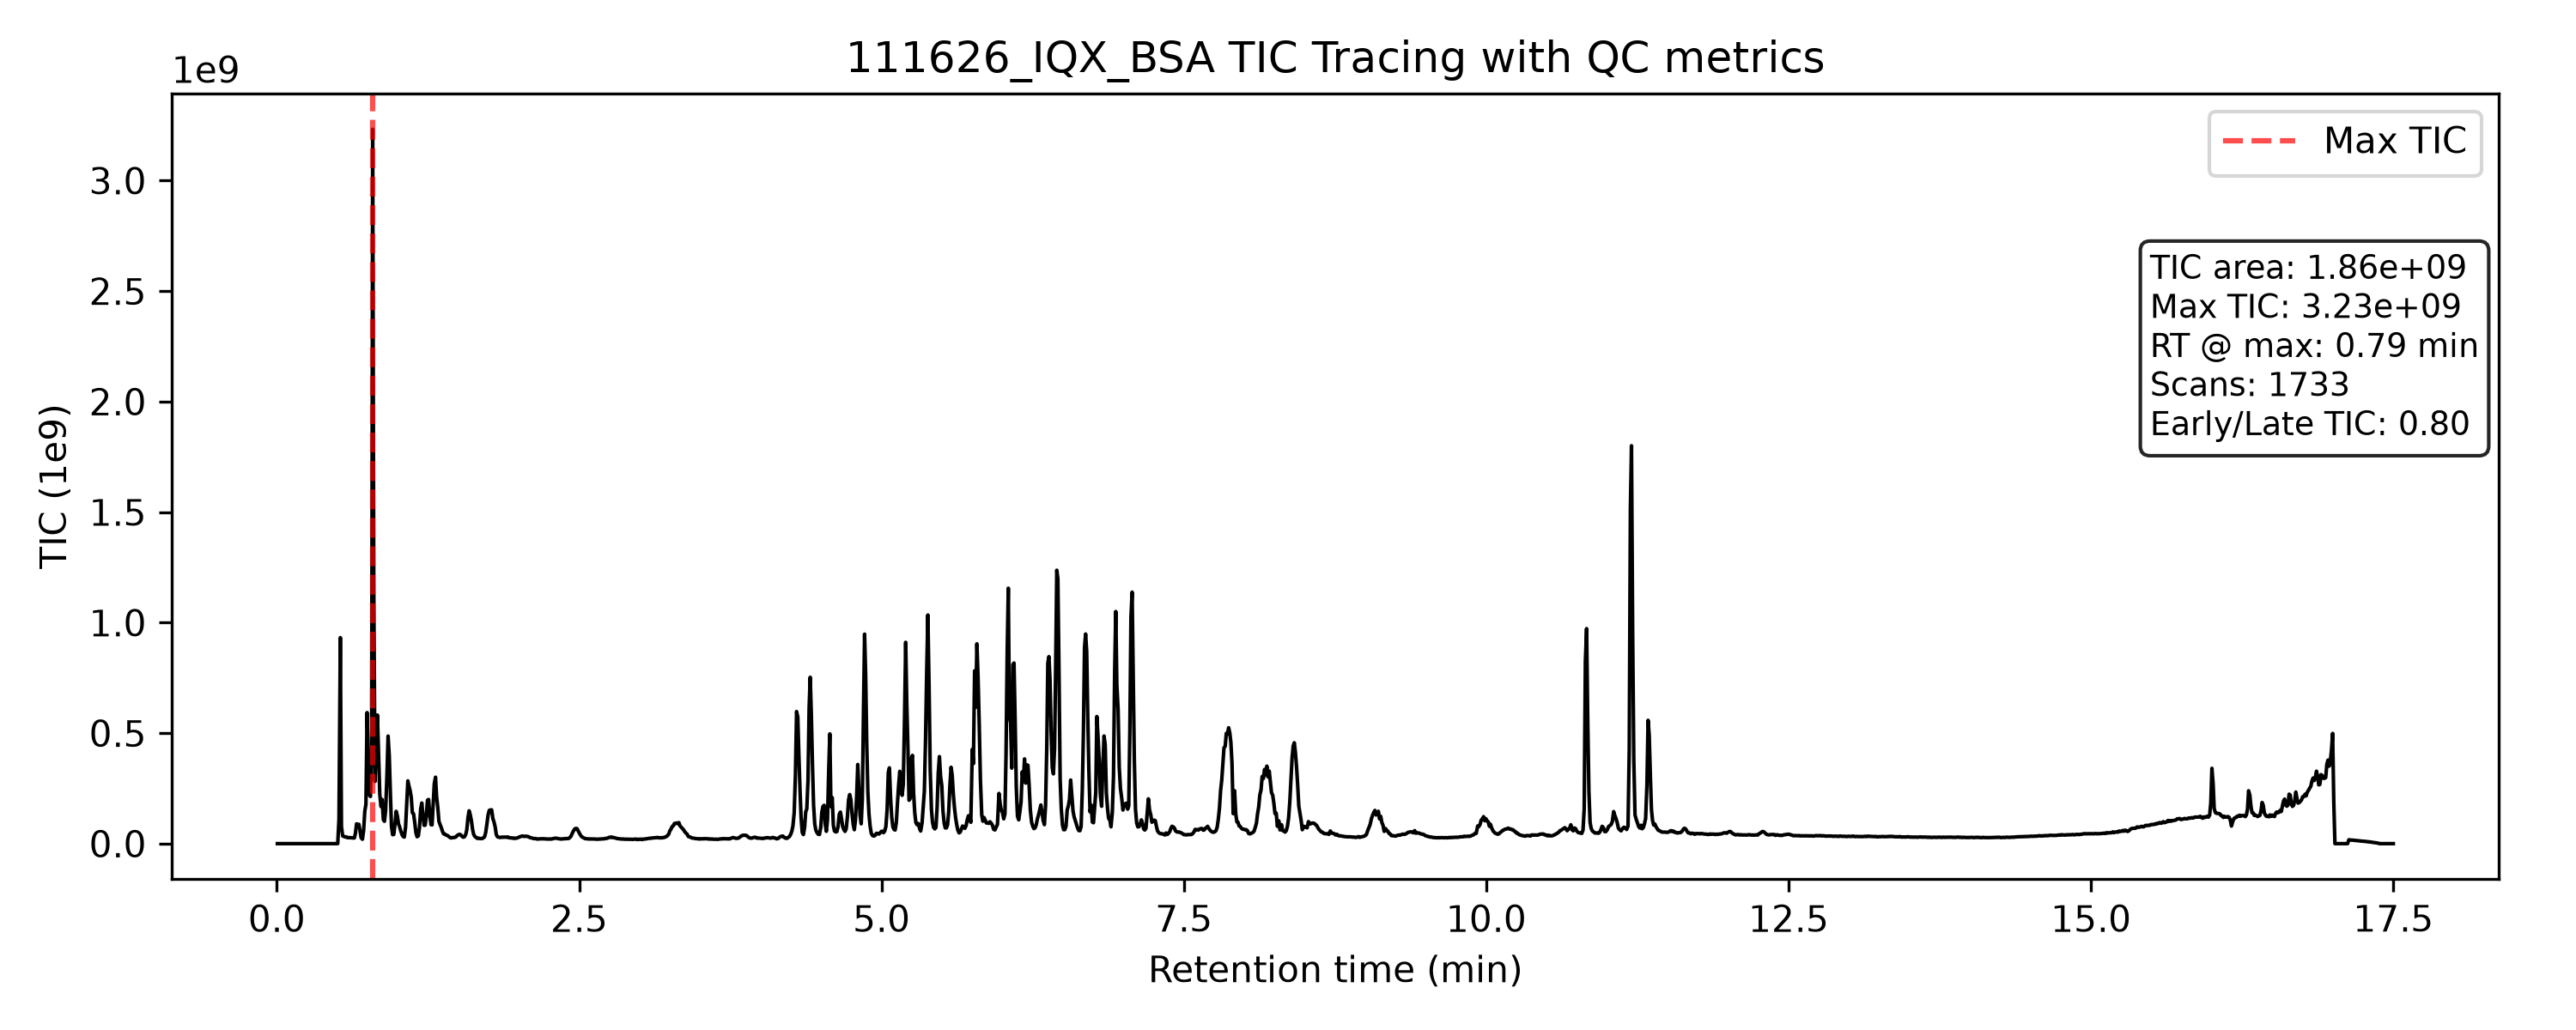 111626_IQX_BSA TIC Tracing with QC metrics
1e9
Max TIC
TIC area: 1.86e+09
Max TIC: 3.23e+09
RT @ max: 0.79 min
Scans: 1733
Early/Late TIC: 0.80
TIC (1e9)
3.0
2.5
2.0
1.5
1.0
0.5
0.0
0.0 2.5 5.0 7.5 10.0 12.5 15.0 17.5
Retention time (min)